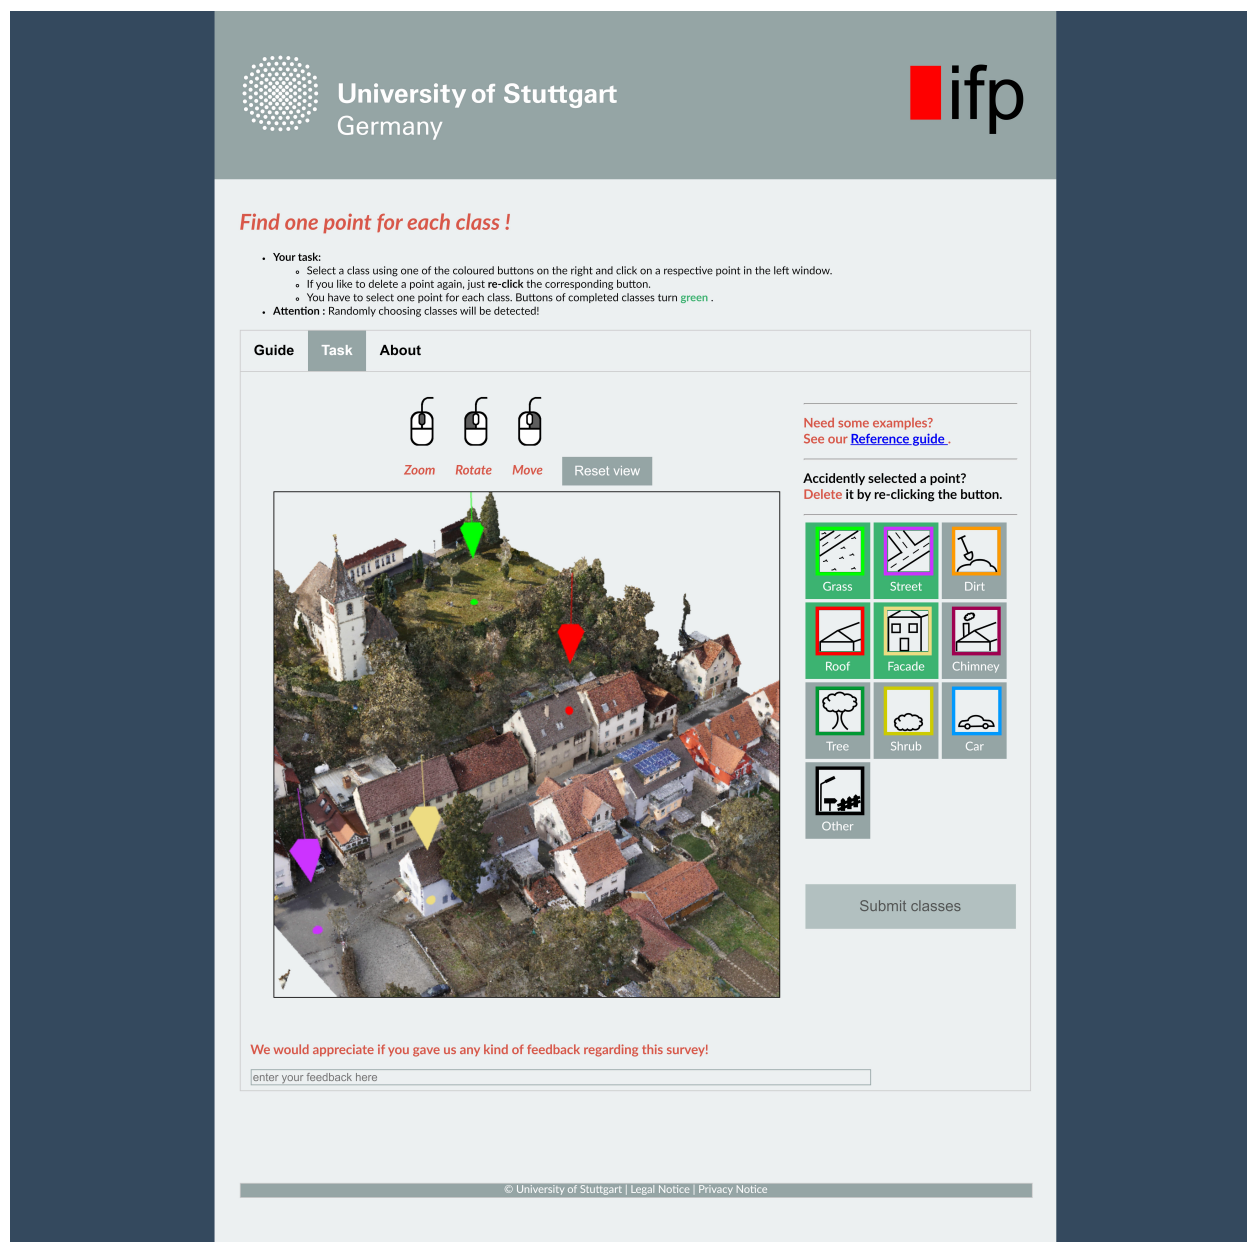 University of Stuttgart
Germany
ifp
Find one point for each class !
Your task:
Select a class using one of the coloured buttons on the right and click on a respective point in the left window.
If you like to delete a point again, just re-click the corresponding button.
You have to select one point for each class. Buttons of completed classes turn green .
Attention : Randomly choosing classes will be detected!
Guide Task About
Zoom Rotate Move Reset view
Need some examples?
See our Reference guide .
Accidently selected a point?
Delete it by re-clicking the button.
Grass Street Dirt
Roof Facade Chimney
Tree Shrub Car
Other
Submit classes
We would appreciate if you gave us any kind of feedback regarding this survey!
enter your feedback here
© University of Stuttgart | Legal Notice | Privacy Notice